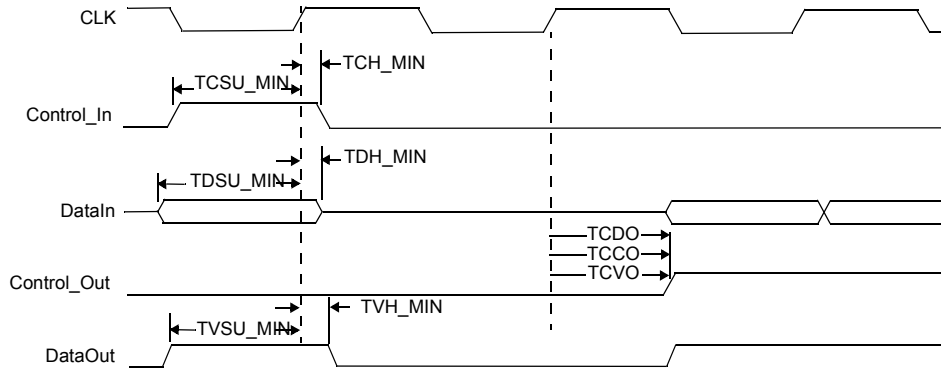 CLK
TCH_MIN
TCSU_MIN
Control_In
TDH_MIN
TDSU_MIN
DataIn
TCDO
TCCO
TCVO
Control_Out
TVH_MIN
TVSU_MIN
DataOut